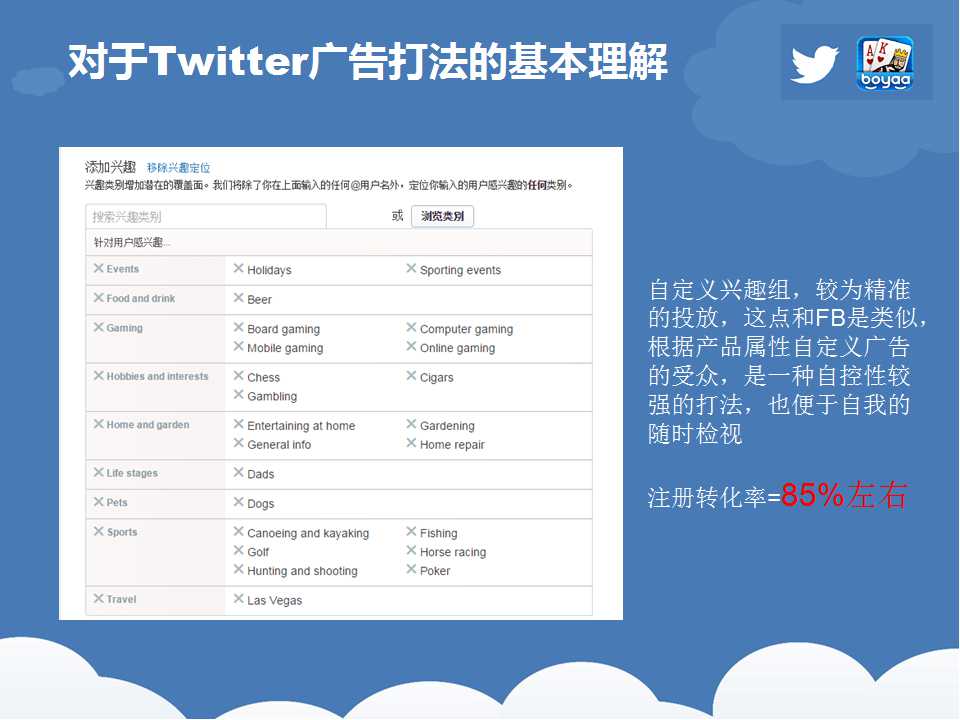 对于Twitter广告打法的基本理解
A K
boyaa
添加兴趣 移除兴趣定位
兴趣类别增加潜在的覆盖面。我们将除了你在上面输入的任何@用户名外，定位你输入的用户感兴趣的任何类别。
搜索兴趣类别 或 浏览类别
针对用户感兴趣...
Events Holidays Sporting events
Food and drink Beer
Gaming Board gaming Computer gaming
Mobile gaming Online gaming
Hobbies and interests Chess Cigars
Gambling
Home and garden Entertaining at home Gardening
General info Home repair
Life stages Dads
Pets Dogs
Sports Canoeing and kayaking Fishing
Golf Horse racing
Hunting and shooting Poker
Travel Las Vegas
自定义兴趣组，较为精准
的投放，这点和FB是类似，
根据产品属性自定义广告
的受众，是一种自控性较
强的打法，也便于自我的
随时检视
注册转化率=85%左右